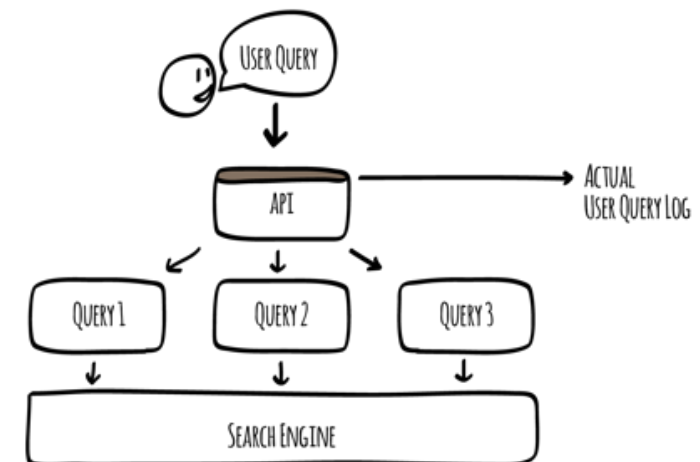 User Query
API
Actual
User Query Log
Query 1
Query 2
Query 3
Search Engine